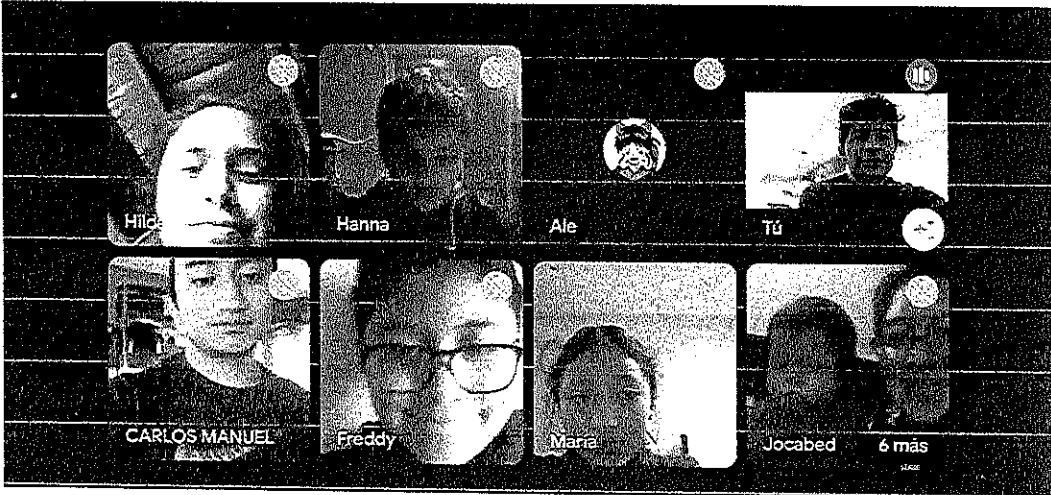 Hanna
Ale
Tú
CARLOS MANUEL
Freddy
María
Jocabed
6 más